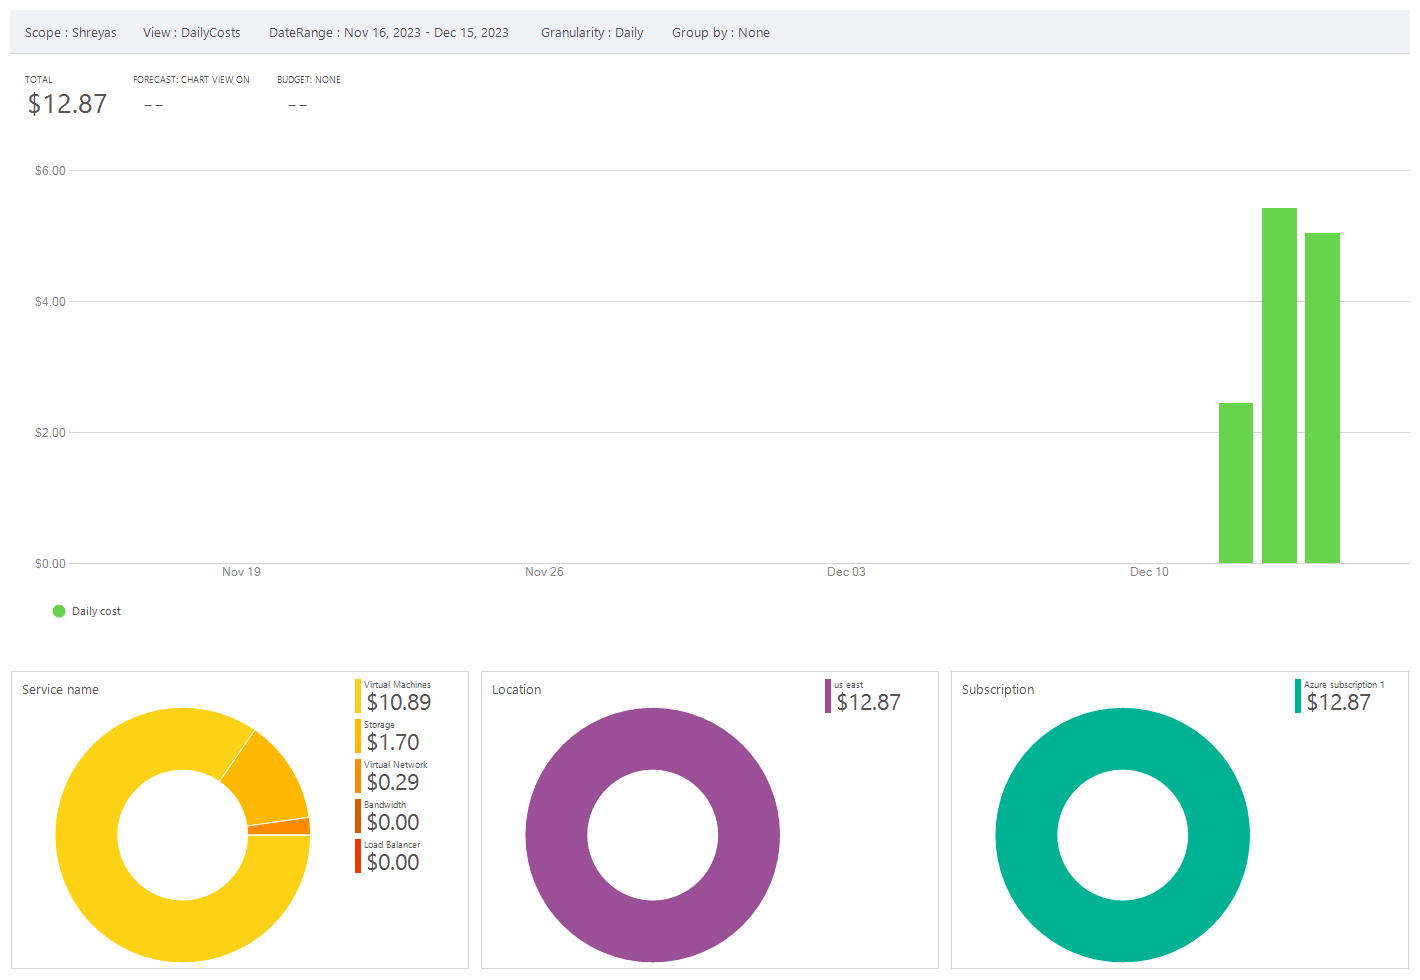 Scope : Shreyas View : DailyCosts DateRange : Nov 16, 2023 - Dec 15, 2023 Granularity : Daily Group by : None
TOTAL FORECAST: CHART VIEW ON BUDGET: NONE
$12.87 -- --
$6.00
$4.00
$2.00
$0.00
Nov 19 Nov 26 Dec 03 Dec 10
Daily cost
Service name
Virtual Machines
$10.89
Storage
$1.70
Virtual Network
$0.29
Bandwidth
$0.00
Load Balancer
$0.00
Location
us east
$12.87
Subscription
Azure subscription 1
$12.87